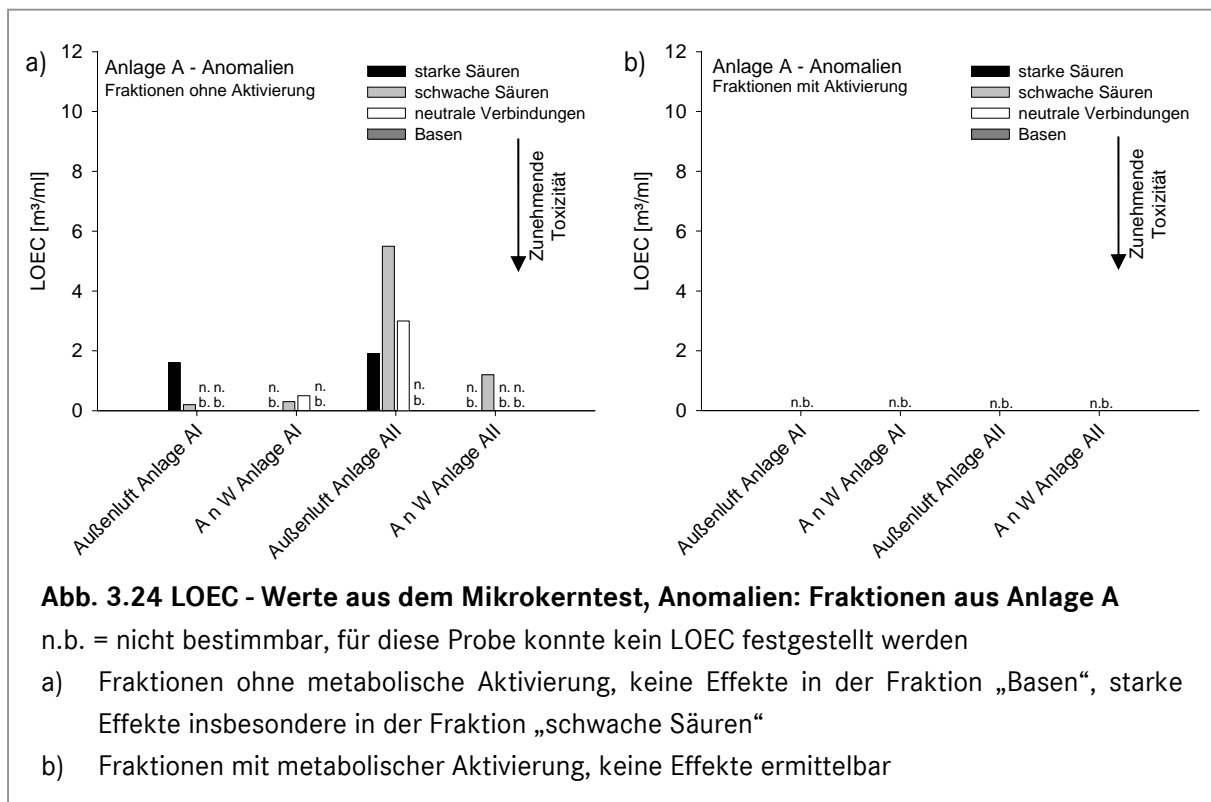 a)
12
10
8
6
4
2
0
LOEC [m³/ml]
Anlage A - Anomalien
Fraktionen ohne Aktivierung
starke Säuren
schwache Säuren
neutrale Verbindungen
Basen
Zunehmende
Toxizität
n. n.
b. b.
n.
b.
n.
b.
n.
b.
n.
b.
n. n.
b. b.
Außenluft Anlage AI
A n W Anlage AI
Außenluft Anlage AII
A n W Anlage AII
b)
12
10
8
6
4
2
0
LOEC [m³/ml]
Anlage A - Anomalien
Fraktionen mit Aktivierung
starke Säuren
schwache Säuren
neutrale Verbindungen
Basen
Zunehmende
Toxizität
n.b.
n.b.
n.b.
n.b.
Außenluft Anlage AI
A n W Anlage AI
Außenluft Anlage AII
A n W Anlage AII
Abb. 3.24 LOEC - Werte aus dem Mikrokerntest, Anomalien: Fraktionen aus Anlage A
n.b. = nicht bestimmbar, für diese Probe konnte kein LOEC festgestellt werden
a) Fraktionen ohne metabolische Aktivierung, keine Effekte in der Fraktion „Basen“, starke
Effekte insbesondere in der Fraktion „schwache Säuren“
b) Fraktionen mit metabolischer Aktivierung, keine Effekte ermittelbar